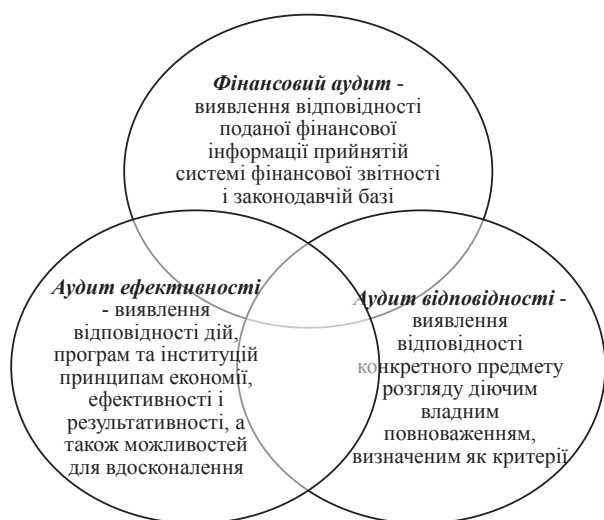 Фінансовий аудит -
виявлення відповідності
поданої фінансової
інформації прийнятій
системі фінансової звітності
і законодавчій базі
Аудит ефективності
- виявлення
відповідності дій,
програм та інституцій
принципам економії,
ефективності і
результативності, а
також можливостей
для вдосконалення
Аудит відповідності -
виявлення
відповідності
конкретного предмету
розгляду діючим
владним
повноваженням,
визначеним як критерії